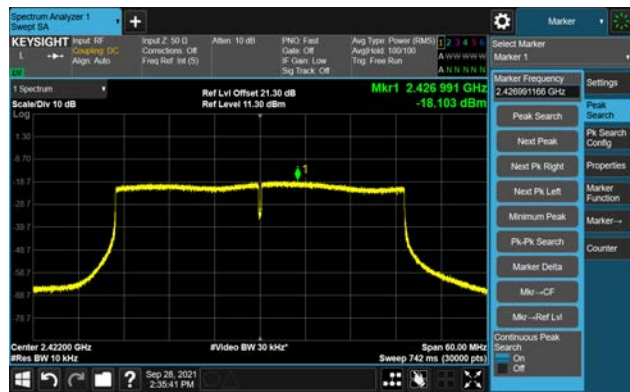 Spectrum Analyzer 1
Swept SA
Marker
KEYSIGHT
L
Input: RF
Coupling: DC
Align: Auto
Input Z: 50 Ω
Corrections: Off
Freq Ref: Int (S)
Atten: 10 dB
PNO: Fast
Gate: Off
IF Gain: Low
Sig Track: Off
Avg Type: Power (RMS)
Avg|Hold: 100/100
Trig: Free Run
1 2 3 4 5 6
A W W W W W
A N N N N N
Select Marker
Marker 1
1 Spectrum
Scale/Div 10 dB
Log
Ref Lvl Offset 21.30 dB
Ref Level 11.30 dBm
Mkr1 2.426 991 GHz
-18.103 dBm
1
1.30
-8.70
-18.7
-28.7
-38.7
-48.7
-58.7
-68.7
-78.7
Center 2.42200 GHz
#Res BW 10 kHz
#Video BW 30 kHz*
Span 60.00 MHz
Sweep 742 ms (30000 pts)
Marker Frequency
2.426991166 GHz
Peak Search
Next Peak
Next Pk Right
Next Pk Left
Minimum Peak
Pk-Pk Search
Marker Delta
Mkr→CF
Mkr→Ref Lvl
Continuous Peak
Search
On
Off
Settings
Peak
Search
Pk Search
Config
Properties
Marker
Function
Marker→
Counter
Sep 28, 2021
2:35:41 PM